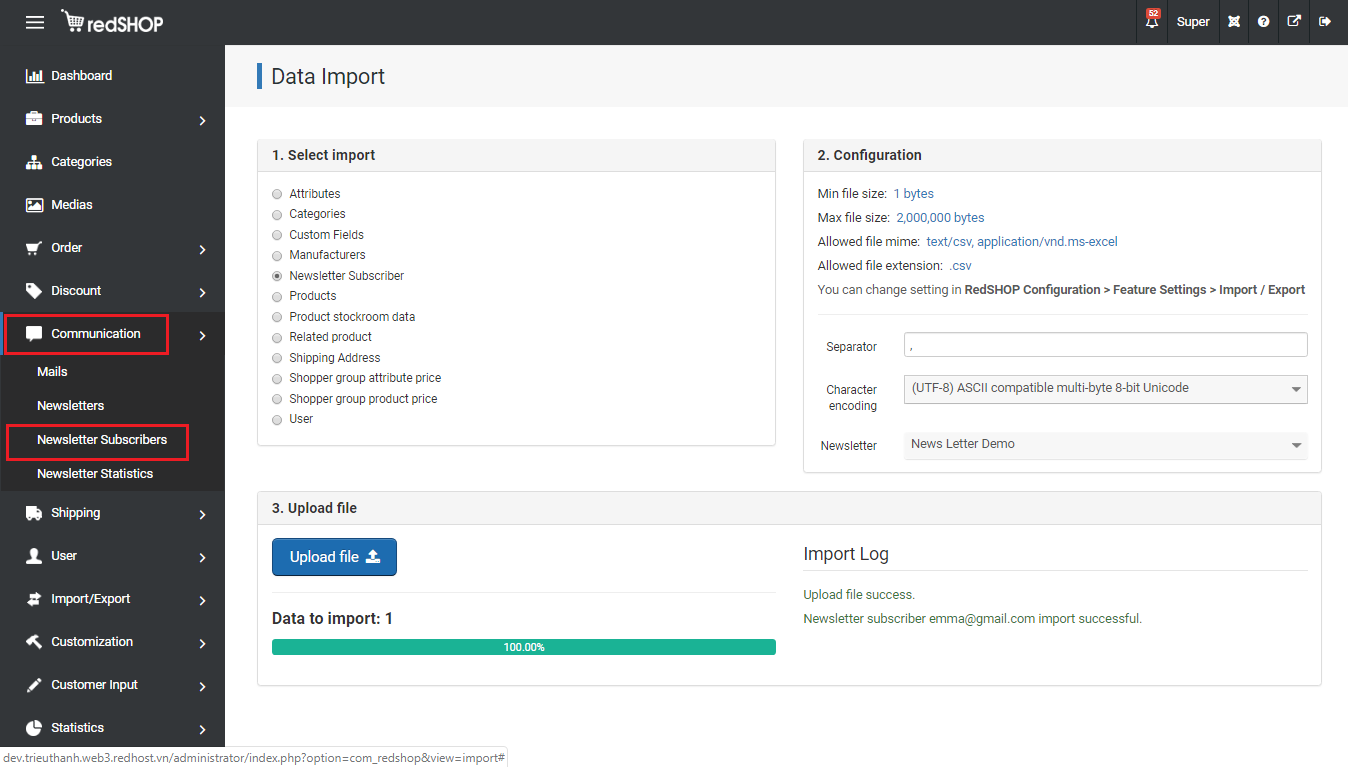 redSHOP
52
Super
Dashboard
Products
Categories
Medias
Order
Discount
Communication
Mails
Newsletters
Newsletter Subscribers
Newsletter Statistics
Shipping
User
Import/Export
Customization
Customer Input
Statistics
Data Import
1. Select import
Attributes
Categories
Custom Fields
Manufacturers
Newsletter Subscriber
Products
Product stockroom data
Related product
Shipping Address
Shopper group attribute price
Shopper group product price
User
2. Configuration
Min file size: 1 bytes
Max file size: 2,000,000 bytes
Allowed file mime: text/csv, application/vnd.ms-excel
Allowed file extension: .csv
You can change setting in RedSHOP Configuration > Feature Settings > Import / Export
Separator ,
Character encoding (UTF-8) ASCII compatible multi-byte 8-bit Unicode
Newsletter News Letter Demo
3. Upload file
Upload file
Data to import: 1
100.00%
Import Log
Upload file success.
Newsletter subscriber emma@gmail.com import successful.
dev.trieuthanh.web3.redhost.vn/administrator/index.php?option=com_redshop&view=import#